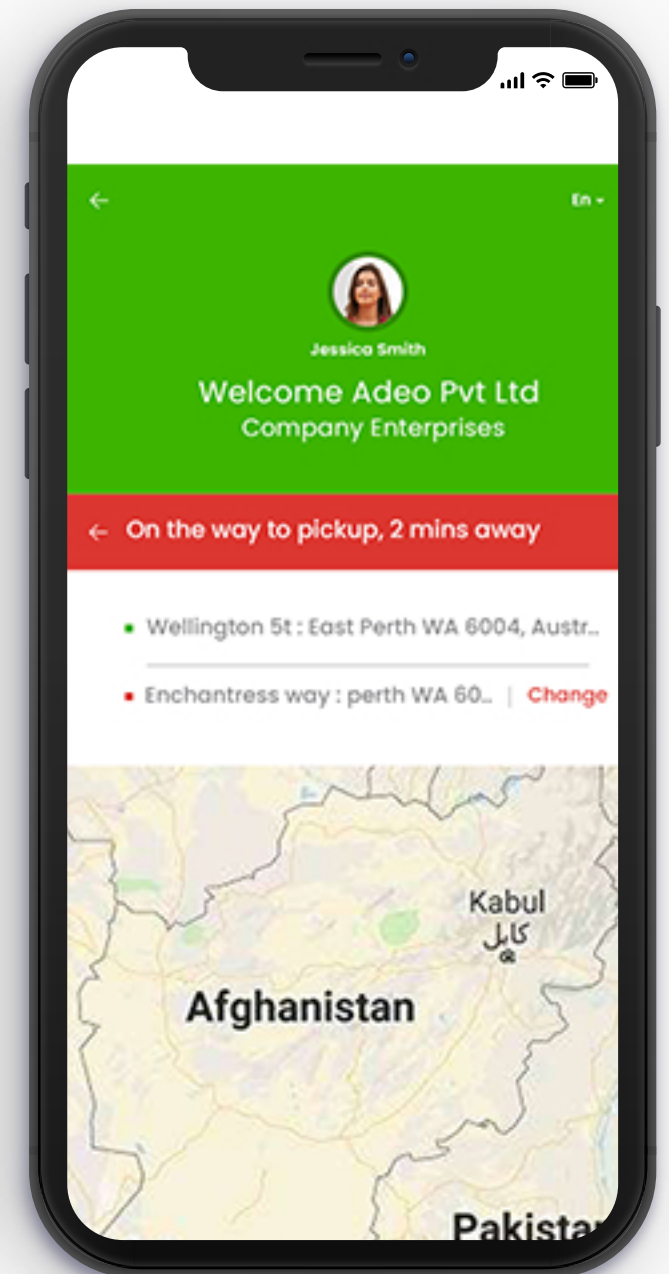 En
Jessica Smith
Welcome Adeo Pvt Ltd
Company Enterprises
On the way to pickup, 2 mins away
Wellington 5t : East Perth WA 6004, Austr..
Enchantress way : perth WA 60.. | Change
Kabul
کابل
Afghanistan
Pakistan